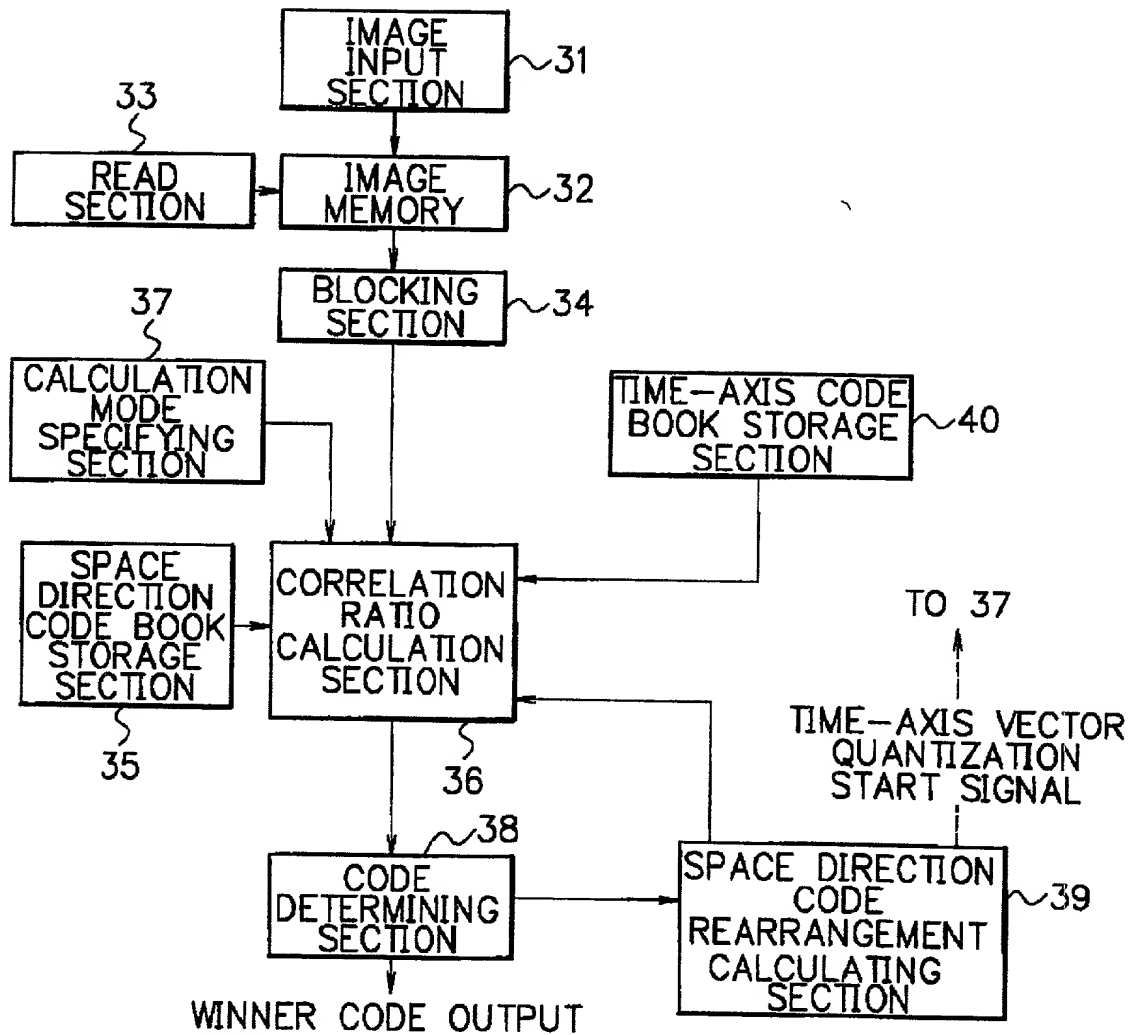 IMAGE
INPUT
SECTION
31
33
READ
SECTION
IMAGE
MEMORY
32
BLOCKING
SECTION
34
37
CALCULATION
MODE
SPECIFYING
SECTION
TIME-AXIS CODE
BOOK STORAGE
SECTION
40
SPACE
DIRECTION
CODE BOOK
STORAGE
SECTION
35
CORRELATION
RATIO
CALCULATION
SECTION
36
TO 37
TIME-AXIS VECTOR
QUANTIZATION
START SIGNAL
38
CODE
DETERMINING
SECTION
SPACE DIRECTION
CODE
REARRANGEMENT
CALCULATING
SECTION
39
WINNER CODE OUTPUT